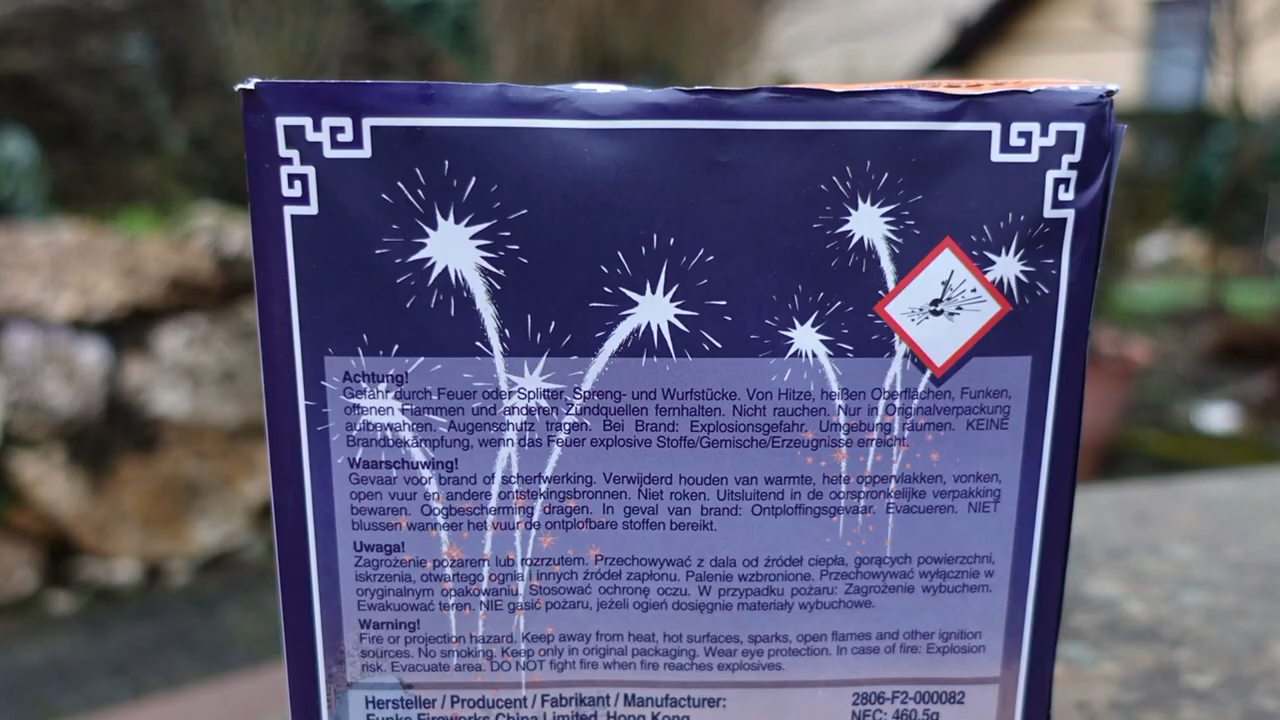 Achtung!
Gefahr durch Feuer oder Splitter, Spreng- und Wurfstücke. Von Hitze, heißen Oberflächen, Funken,
offenen Flammen und anderen Zündquellen fernhalten. Nicht rauchen. Nur in Originalverpackung
aufbewahren. Augenschutz tragen. Bei Brand: Explosionsgefahr. Umgebung räumen. KEINE
Brandbekämpfung, wenn das Feuer explosive Stoffe/Gemische/Erzeugnisse erreicht.
Waarschuwing!
Gevaar voor brand of scherfwerking. Verwijderd houden van warmte, hete oppervlakken, vonken,
open vuur en andere ontstekingsbronnen. Niet roken. Uitsluitend in de oorspronkelijke verpakking
bewaren. Oogbescherming dragen. In geval van brand: Ontploffingsgevaar. Evacueren. NIET
blussen wanneer het vuur de ontplofbare stoffen bereikt.
Uwaga!
Zagrożenie pożarem lub rozrzutem. Przechowywać z dala od źródeł ciepła, gorących powierzchni,
iskrzenia, otwartego ognia i innych źródeł zapłonu. Palenie wzbronione. Przechowywać wyłącznie w
oryginalnym opakowaniu. Stosować ochronę oczu. W przypadku pożaru: Zagrożenie wybuchem.
Ewakuować teren. NIE gasić pożaru, jeżeli ogień dosięgnie materiały wybuchowe.
Warning!
Fire or projection hazard. Keep away from heat, hot surfaces, sparks, open flames and other ignition
sources. No smoking. Keep only in original packaging. Wear eye protection. In case of fire: Explosion
risk. Evacuate area. DO NOT fight fire when fire reaches explosives.
Hersteller / Producent / Fabrikant / Manufacturer: 2806-F2-000082
Funke Fireworks China Limited, Hong Kong NEC: 460,5g